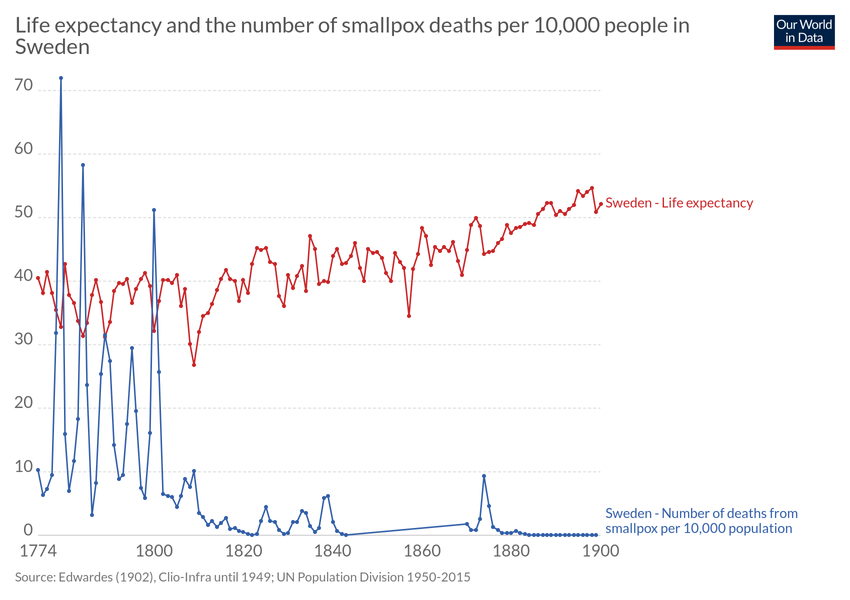 Life expectancy and the number of smallpox deaths per 10,000 people in
Sweden
Our World
in Data
70
60
50
40
30
20
10
0
Sweden - Life expectancy
Sweden - Number of deaths from
smallpox per 10,000 population
1774
1800
1820
1840
1860
1880
1900
Source: Edwardes (1902), Clio-Infra until 1949; UN Population Division 1950-2015